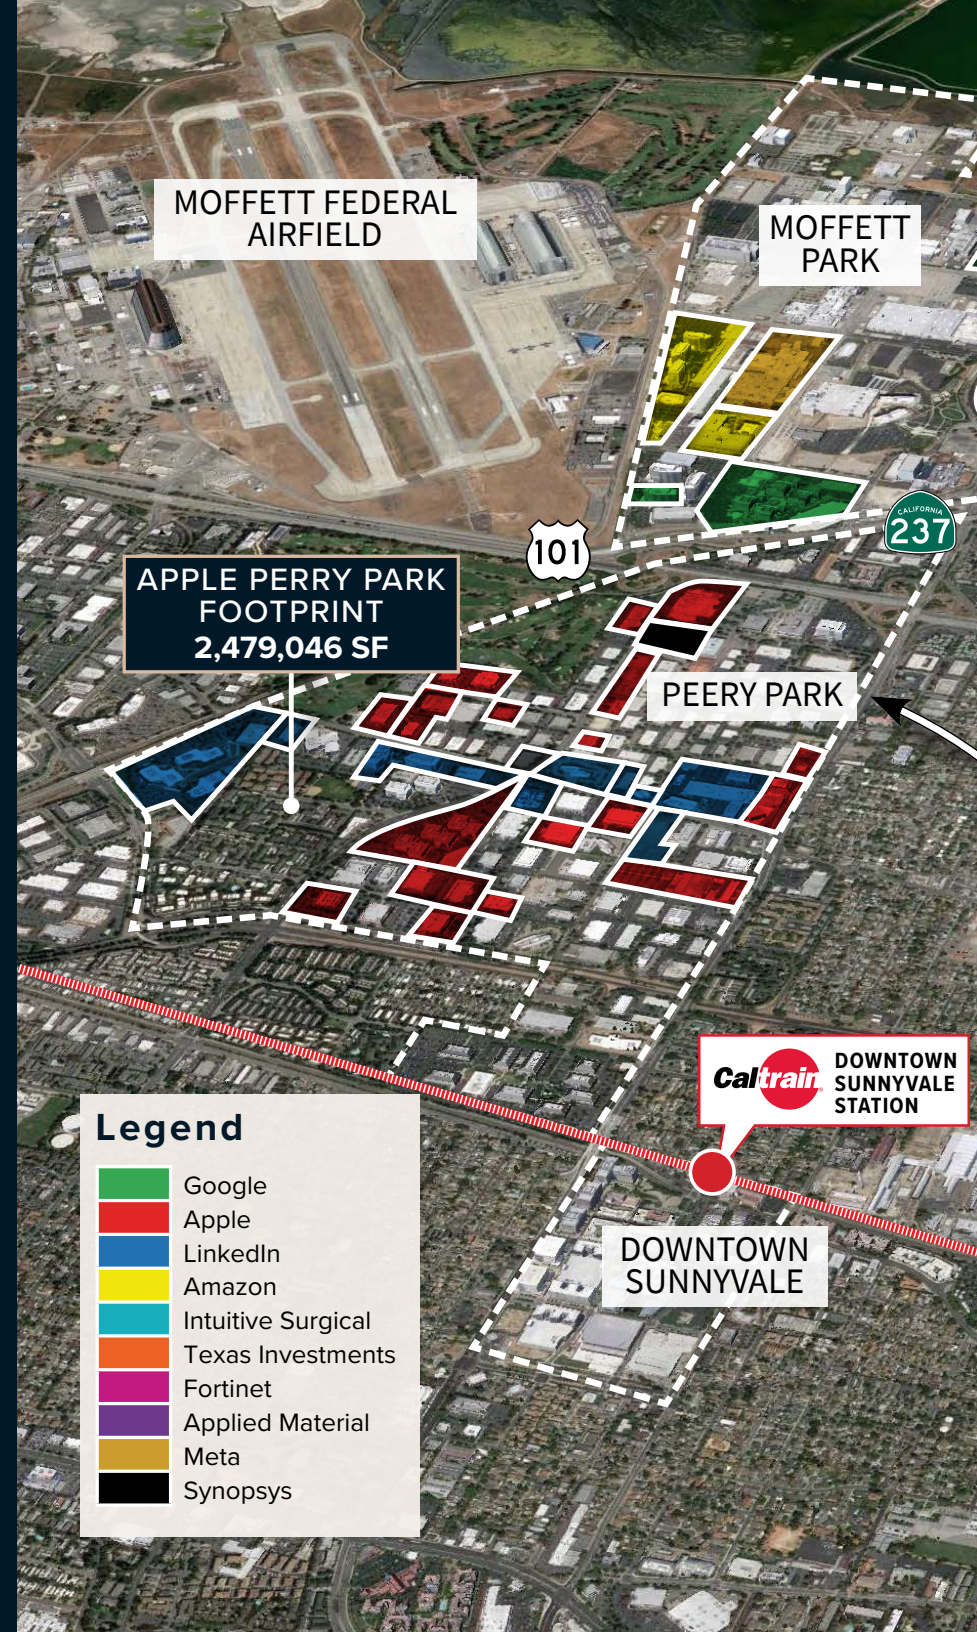 MOFFETT FEDERAL
AIRFIELD
MOFFETT
PARK
CALIFORNIA
237
101
APPLE PERRY PARK
FOOTPRINT
2,479,046 SF
PEERY PARK
Caltrain
DOWNTOWN
SUNNYVALE
STATION
DOWNTOWN
SUNNYVALE
Legend
Google
Apple
LinkedIn
Amazon
Intuitive Surgical
Texas Investments
Fortinet
Applied Material
Meta
Synopsys